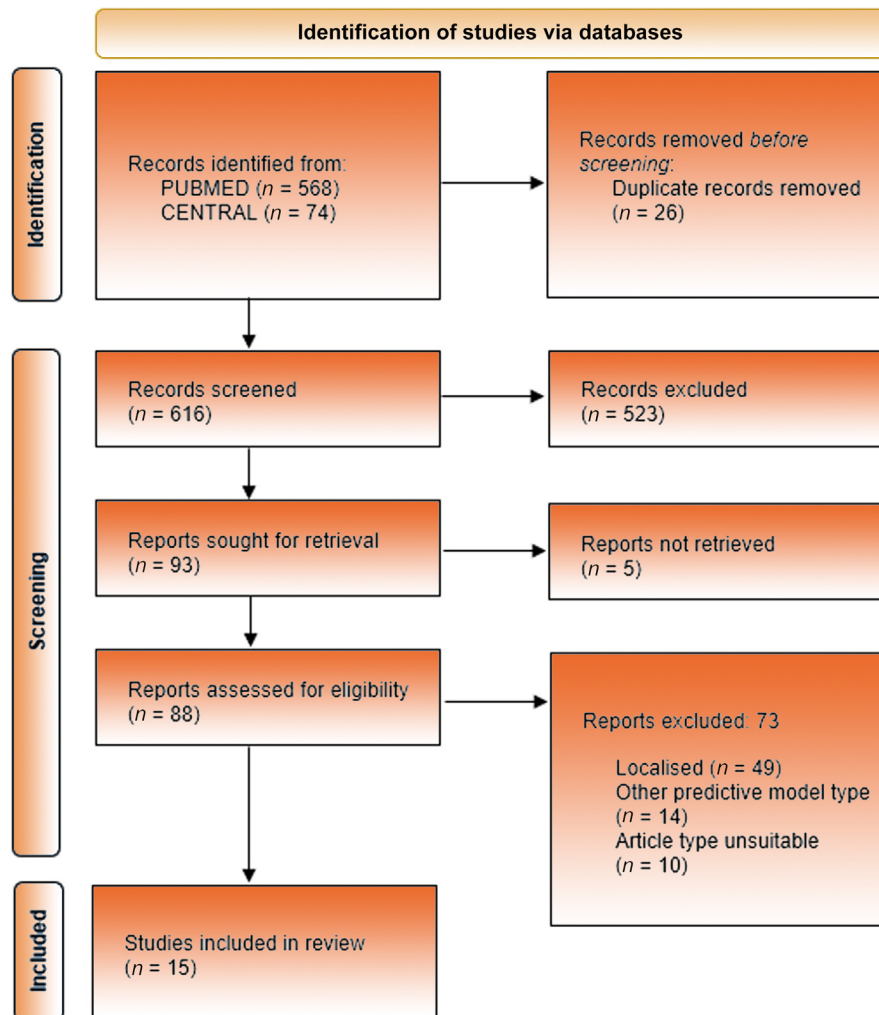 Identification of studies via databases
Identification
Records identified from:
PUBMED (n = 568)
CENTRAL (n = 74)
Records removed before
screening:
Duplicate records removed
(n = 26)
Screening
Records screened
(n = 616)
Records excluded
(n = 523)
Reports sought for retrieval
(n = 93)
Reports not retrieved
(n = 5)
Reports assessed for eligibility
(n = 88)
Reports excluded: 73
Localised (n = 49)
Other predictive model type
(n = 14)
Article type unsuitable
(n = 10)
Included
Studies included in review
(n = 15)